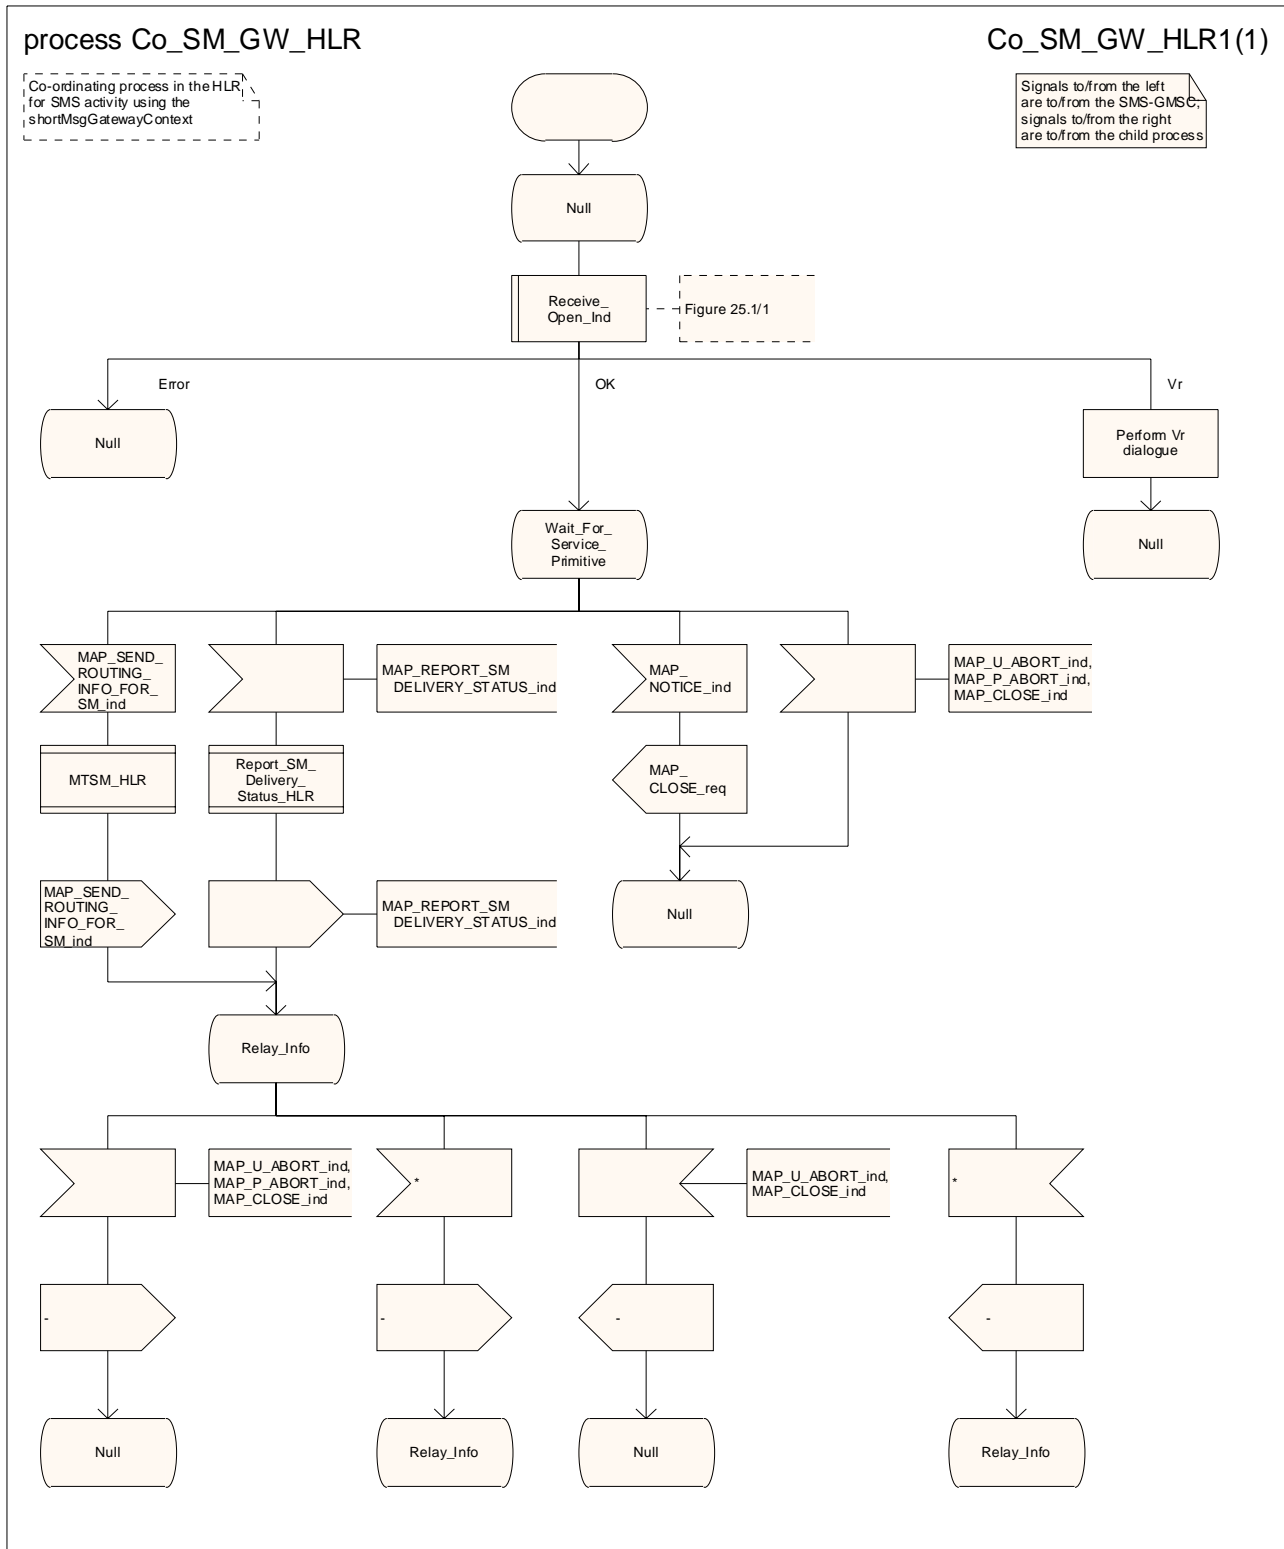 process Co_SM_GW_HLR
Co_SM_GW_HLR1(1)
Co-ordinating process in the HLR
for SMS activity using the
shortMsgGatewayContext
Signals to/from the left
are to/from the SMS-GMSC;
signals to/from the right
are to/from the child process
Null
Receive_
Open_Ind
Figure 25.1/1
Error
OK
Vr
Null
Perform Vr
dialogue
Wait_For_
Service_
Primitive
Null
MAP_SEND_
ROUTING_
INFO_FOR_
SM_ind
MAP_REPORT_SM
DELIVERY_STATUS_ind
MAP_
NOTICE_ind
MAP_U_ABORT_ind,
MAP_P_ABORT_ind,
MAP_CLOSE_ind
MTSM_HLR
Report_SM_
Delivery_
Status_HLR
MAP_
CLOSE_req
MAP_SEND_
ROUTING_
INFO_FOR_
SM_ind
MAP_REPORT_SM
DELIVERY_STATUS_ind
Null
Relay_Info
MAP_U_ABORT_ind,
MAP_P_ABORT_ind,
MAP_CLOSE_ind
*
MAP_U_ABORT_ind,
MAP_CLOSE_ind
*
-
-
-
-
Null
Relay_Info
Null
Relay_Info